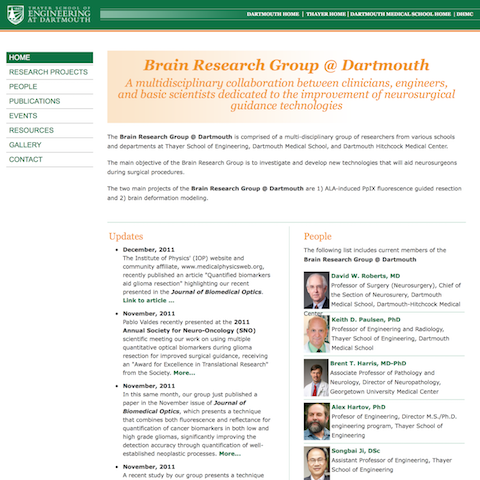 THAYER SCHOOL OF
ENGINEERING
AT DARTMOUTH
DARTMOUTH HOME | THAYER HOME | DARTMOUTH MEDICAL SCHOOL HOME | DHMC
HOME
RESEARCH PROJECTS
PEOPLE
PUBLICATIONS
EVENTS
RESOURCES
GALLERY
CONTACT
Brain Research Group @ Dartmouth
A multidisciplinary collaboration between clinicians, engineers,
and basic scientists dedicated to the improvement of neurosurgical
guidance technologies
The Brain Research Group @ Dartmouth is comprised of a multi-disciplinary group of researchers from various schools
and departments at Thayer School of Engineering, Dartmouth Medical School, and Dartmouth Hitchcock Medical Center.
The main objective of the Brain Research Group is to investigate and develop new technologies that will aid neurosurgeons
during surgical procedures.
The two main projects of the Brain Research Group @ Dartmouth are 1) ALA-induced PpIX fluorescence guided resection
and 2) brain deformation modeling.
Updates
December, 2011
The Institute of Physics' (IOP) website and
community affiliate, www.medicalphysicsweb.org,
recently published an article "Quantified biomarkers
aid glioma resection" highlighting our recent
presented in the Journal of Biomedical Optics.
Link to article ...
November, 2011
Pablo Valdes recently presented at the 2011
Annual Society for Neuro-Oncology (SNO)
scientific meeting our work on using multiple
quantitative optical biomarkers during glioma
resection for improved surgical guidance, receiving
an "Award for Excellence in Translational Research"
from the Society. More...
November, 2011
In this same month, our group just published a
paper in the November issue of Journal of
Biomedical Optics, which presents a technique
that combines both fluorescence and reflectance for
quantification of cancer biomarkers in both low and
high grade gliomas, significantly improving the
detection accuracy through quantification of well-
established neoplastic processes. More...
November, 2011
A recent study by our group presents a technique
People
The following list includes current members of the
Brain Research Group @ Dartmouth
David W. Roberts, MD
Professor of Surgery (Neurosurgery), Chief of
the Section of Neurosurery, Dartmouth
Medical School, Dartmouth-Hitchcock Medical
Center
Keith D. Paulsen, PhD
Professor of Engineering and Radiology,
Thayer School of Engineering, Dartmouth
Medical School
Brent T. Harris, MD-PhD
Associate Professor of Pathology and
Neurology, Director of Neuropathology,
Georgetown University Medical Center
Alex Hartov, PhD
Profesor of Engineering, Director M.S./Ph.D.
engineering program, Thayer School of
Engineering
Songbai Ji, DSc
Assistant Professor of Engineering, Thayer
School of Engineering